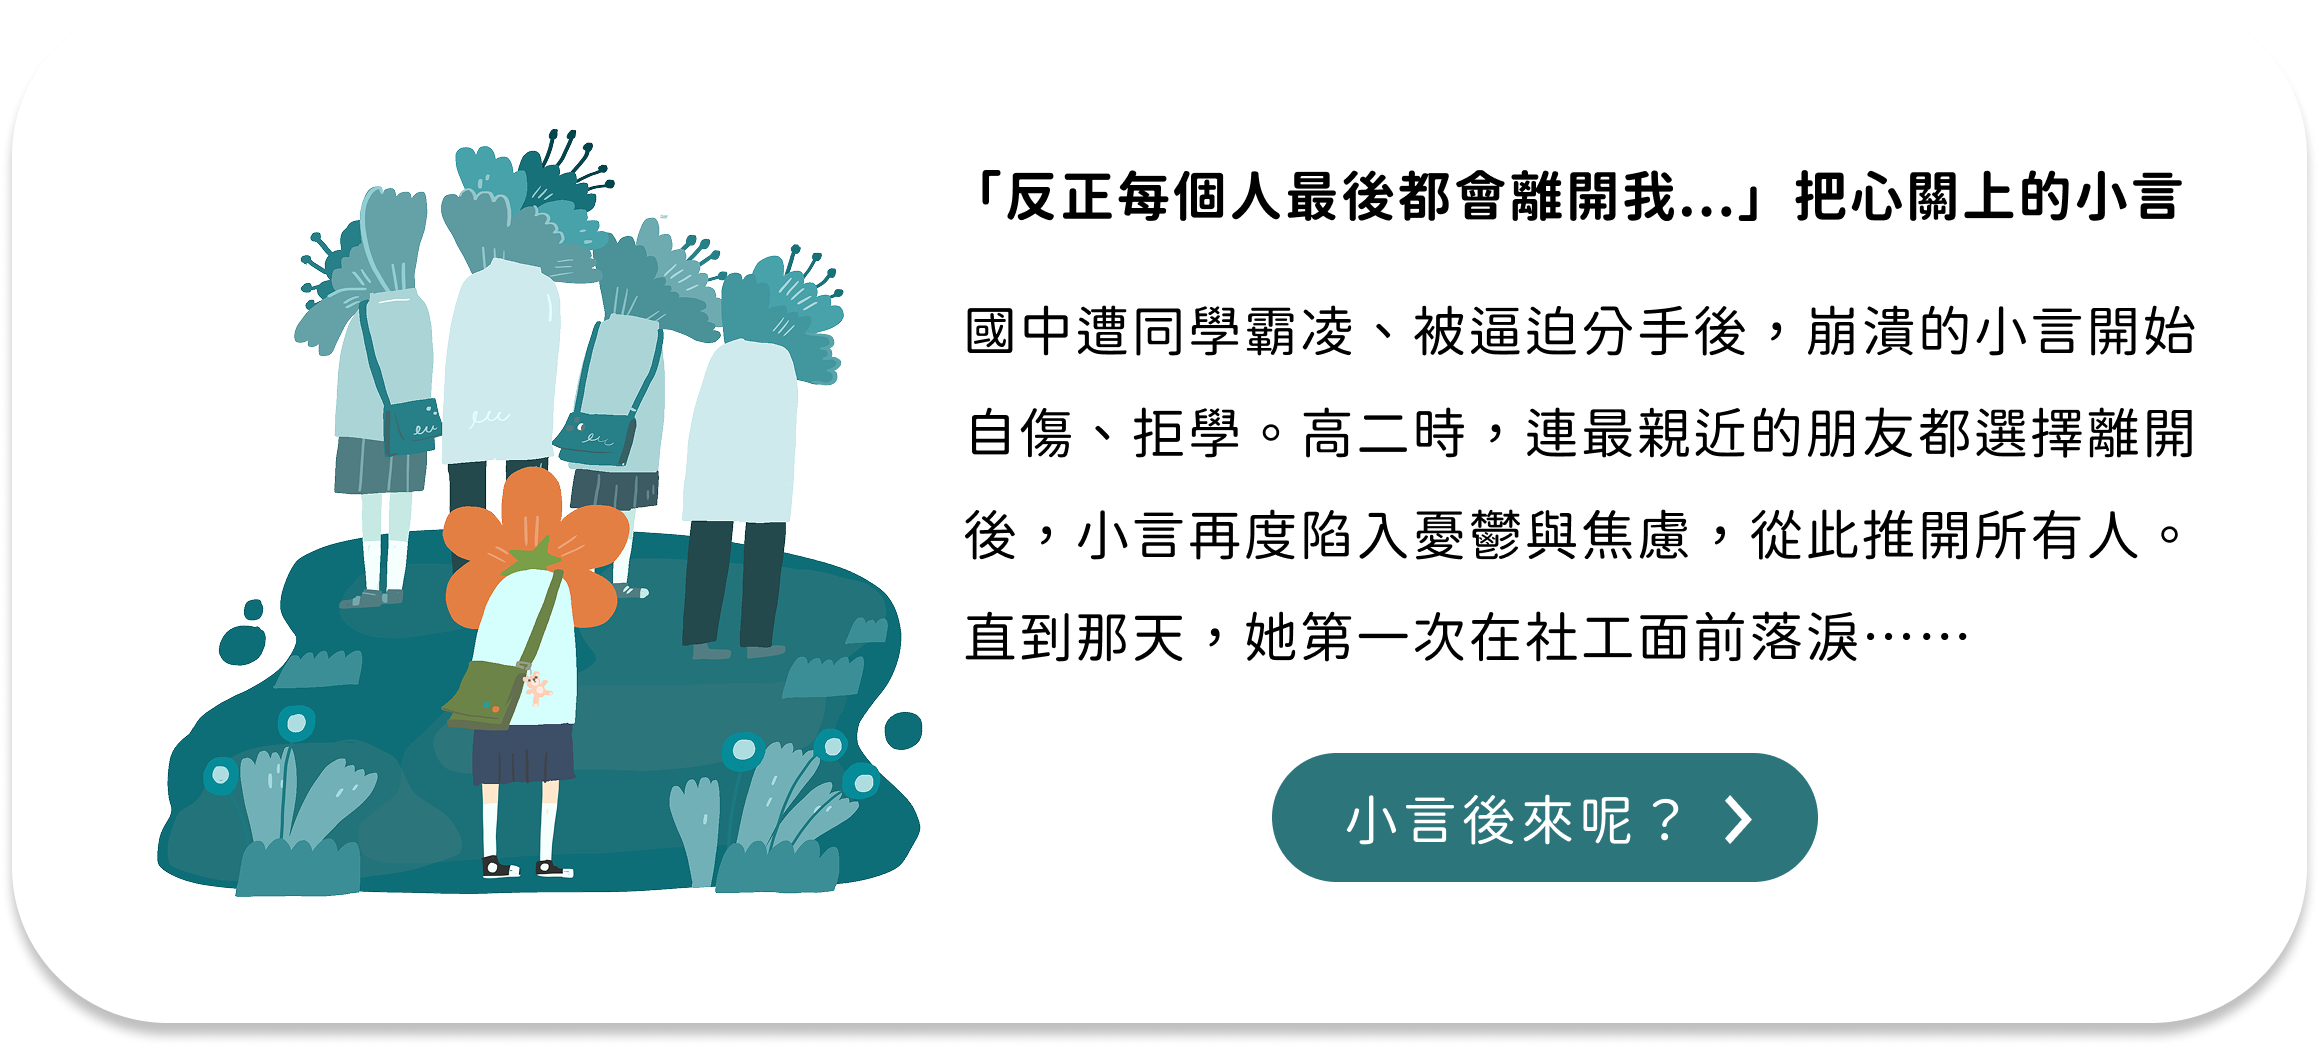 「反正每個人最後都會離開我...」把心關上的小言
國中遭同學霸凌、被逼迫分手後，崩潰的小言開始
自傷、拒學。高二時，連最親近的朋友都選擇離開
後，小言再度陷入憂鬱與焦慮，從此推開所有人。
直到那天，她第一次在社工面前落淚⋯⋯
小言後來呢？